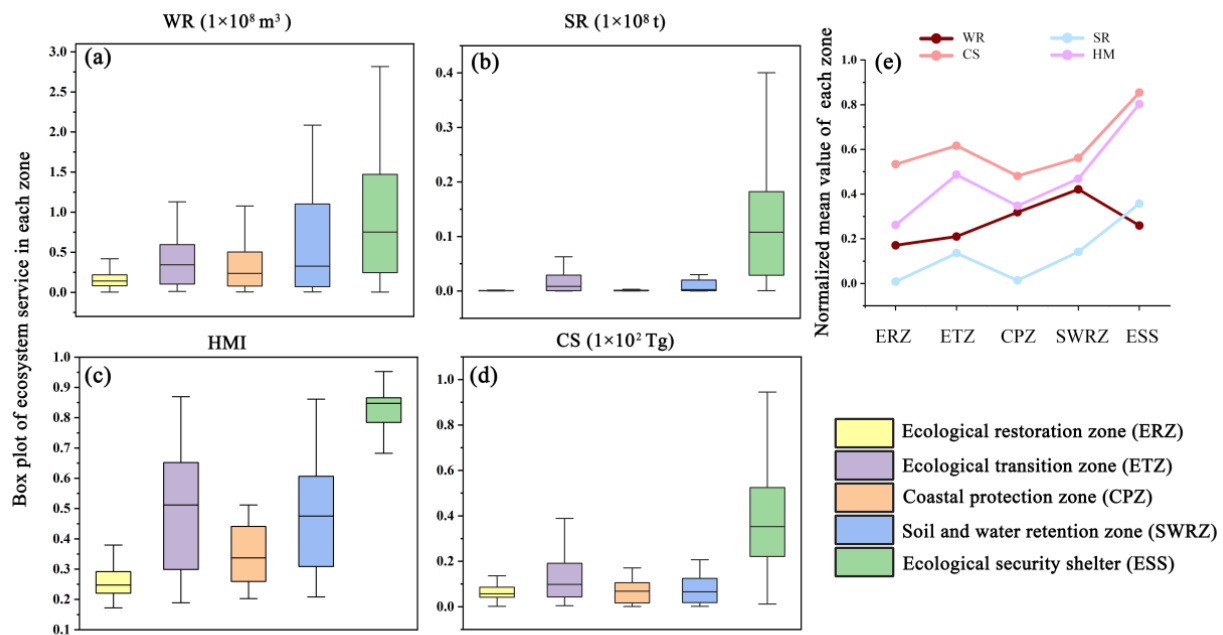 WR (1×10⁸ m³)
SR (1×10⁸ t)
Box plot of ecosystem service in each zone
(a)
3.0
2.5
2.0
1.5
1.0
0.5
0.0
(b)
0.4
0.3
0.2
0.1
0.0
WR
SR
CS
HM
(e)
Normalized mean value of each zone
1.0
0.8
0.6
0.4
0.2
0.0
ERZ ETZ CPZ SWRZ ESS
HMI
CS (1×10² Tg)
(c)
1.0
0.9
0.8
0.7
0.6
0.5
0.4
0.3
0.2
0.1
(d)
1.0
0.8
0.6
0.4
0.2
0.0
Ecological restoration zone (ERZ)
Ecological transition zone (ETZ)
Coastal protection zone (CPZ)
Soil and water retention zone (SWRZ)
Ecological security shelter (ESS)